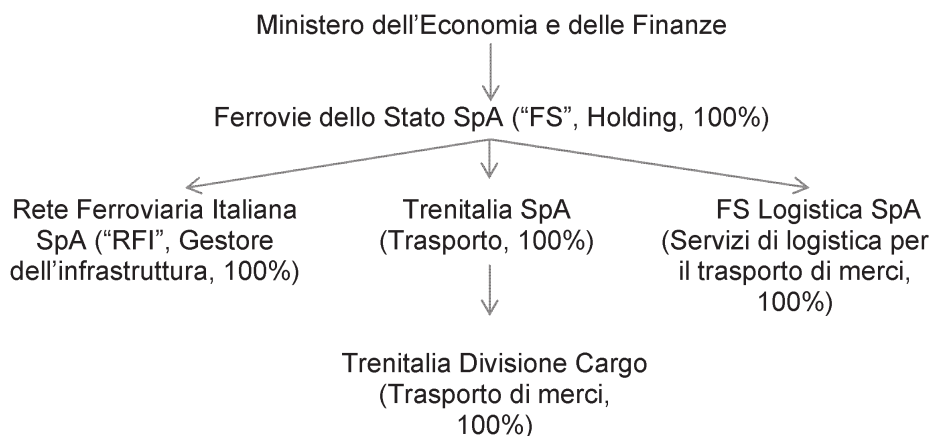 Ministero dell’Economia e delle Finanze
Ferrovie dello Stato SpA (“FS”, Holding, 100%)
Rete Ferroviaria Italiana
SpA (“RFI”, Gestore
dell’infrastruttura, 100%)
Trenitalia SpA
(Trasporto, 100%)
FS Logistica SpA
(Servizi di logistica per
il trasporto di merci,
100%)
Trenitalia Divisione Cargo
(Trasporto di merci,
100%)